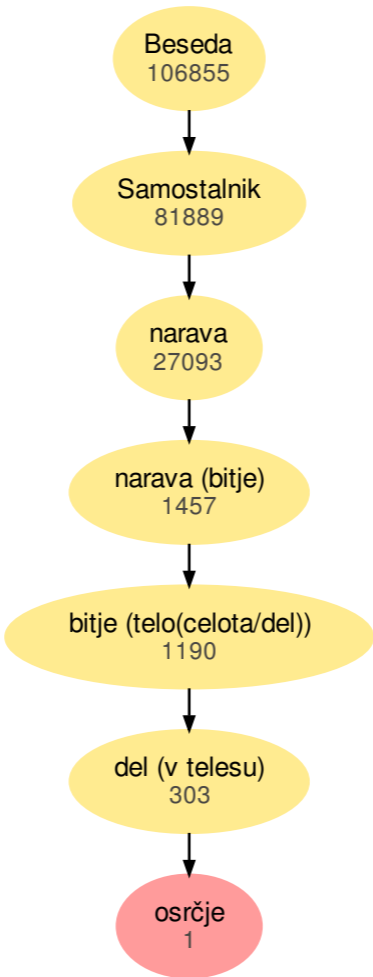 Beseda
106855
Samostalnik
81889
narava
27093
narava (bitje)
1457
bitje (telo(celota/del))
1190
del (v telesu)
303
osrčje
1